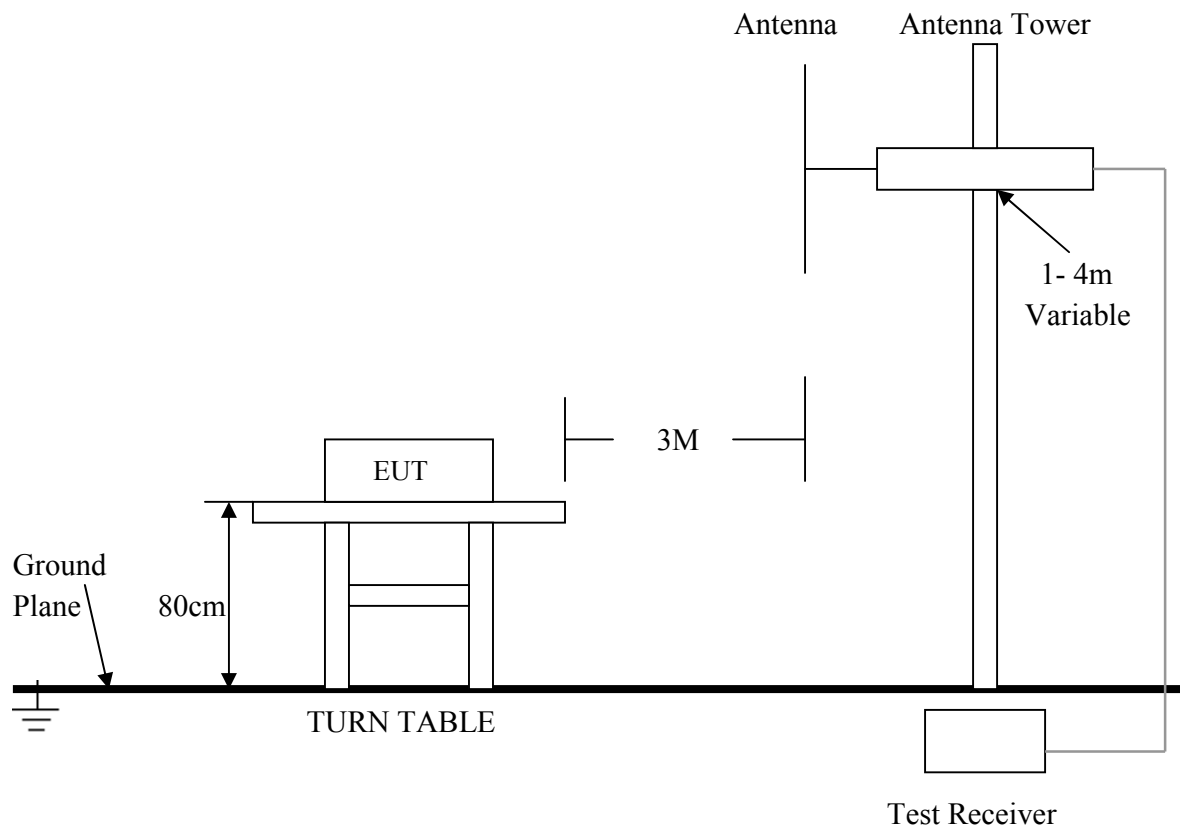 Antenna
Antenna Tower
1- 4m
Variable
3M
EUT
Ground
Plane
80cm
TURN TABLE
Test Receiver